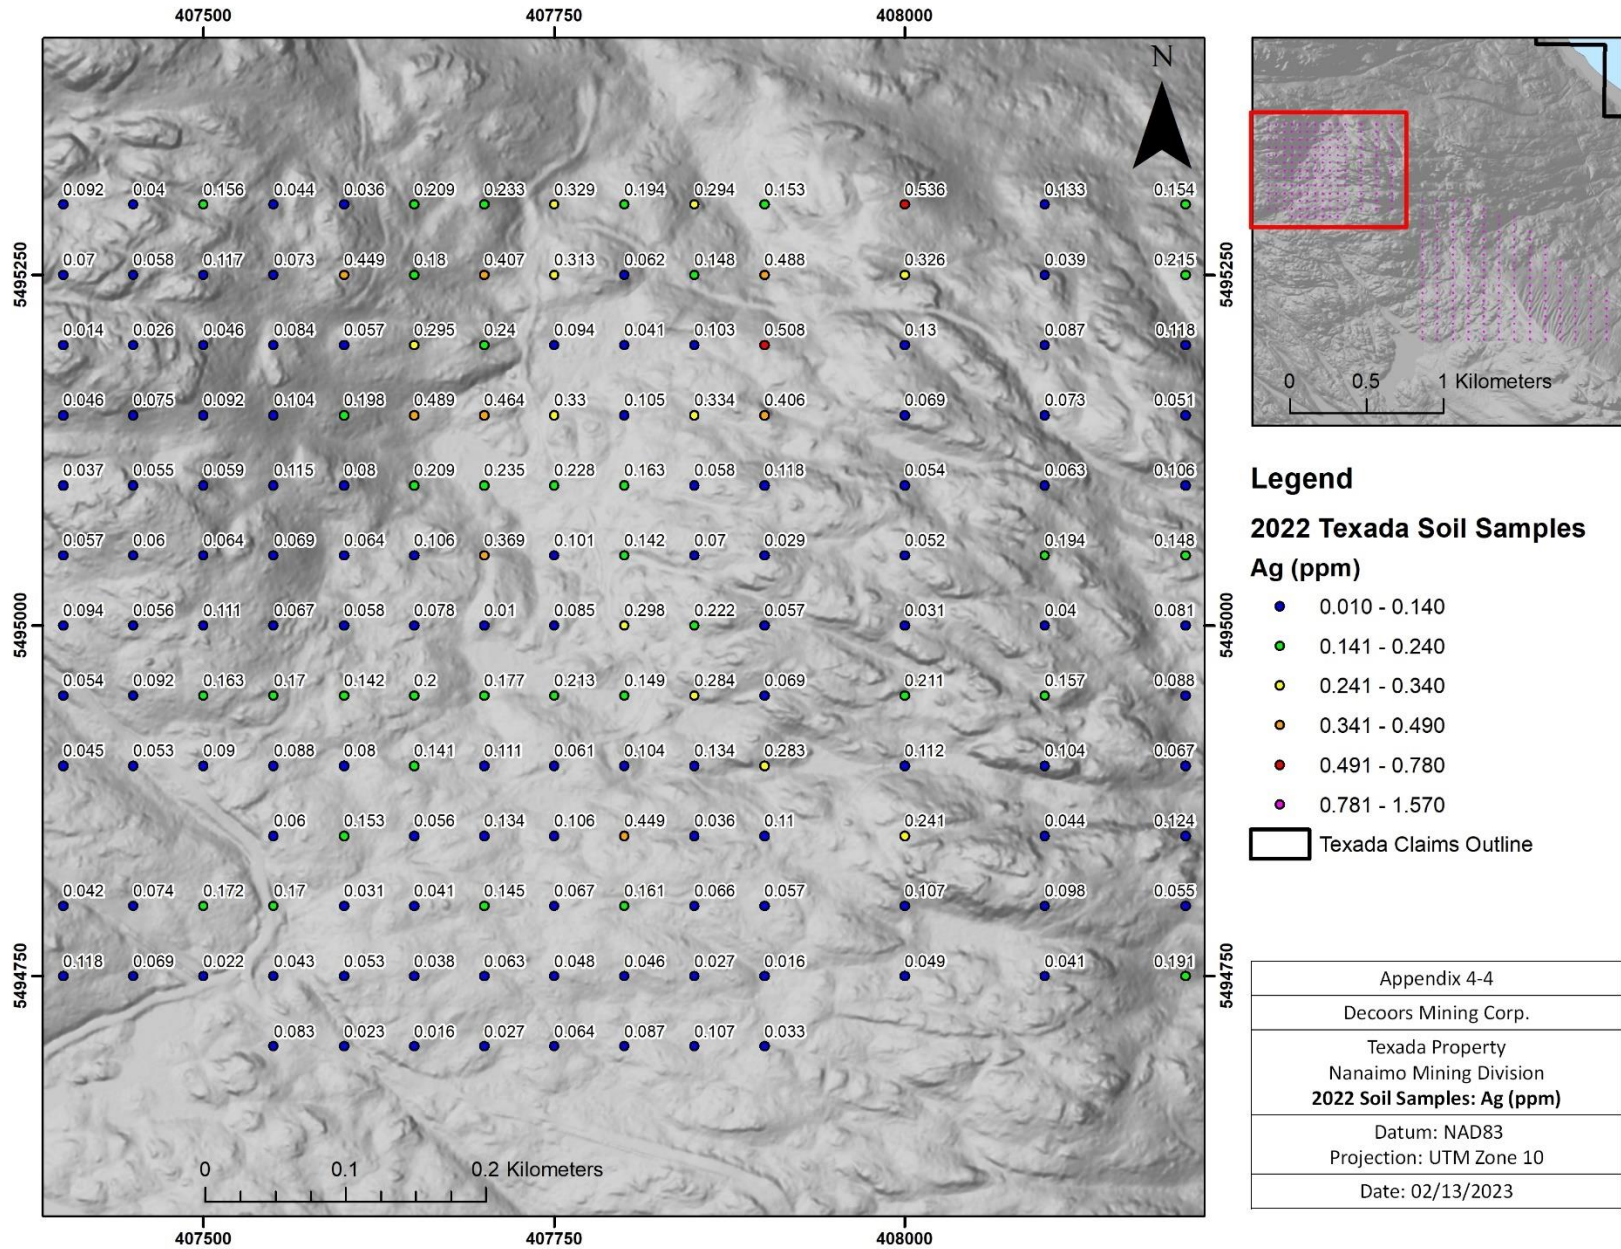 407500 407750 408000
N
0.092 0.04 0.156 0.044 0.036 0.209 0.233 0.329 0.194 0.294 0.153 0.536 0.133 0.154
5495250 5495250
0.07 0.058 0.117 0.073 0.449 0.18 0.407 0.313 0.062 0.148 0.488 0.326 0.039 0.215
0.014 0.026 0.046 0.084 0.057 0.295 0.24 0.094 0.041 0.103 0.508 0.13 0.087 0.118
0.046 0.075 0.092 0.104 0.198 0.489 0.464 0.33 0.105 0.334 0.406 0.069 0.073 0.051
0.037 0.055 0.059 0.115 0.08 0.209 0.235 0.228 0.163 0.058 0.118 0.054 0.063 0.106
0.057 0.06 0.064 0.069 0.064 0.106 0.369 0.101 0.142 0.07 0.029 0.052 0.194 0.148
5495000 5495000
0.094 0.056 0.111 0.067 0.058 0.078 0.01 0.085 0.298 0.222 0.057 0.031 0.04 0.081
0.054 0.092 0.163 0.17 0.142 0.2 0.177 0.213 0.149 0.284 0.069 0.211 0.157 0.088
0.045 0.053 0.09 0.088 0.08 0.141 0.111 0.061 0.104 0.134 0.283 0.112 0.104 0.067
0.06 0.153 0.056 0.134 0.106 0.449 0.036 0.11 0.241 0.044 0.124
0.042 0.074 0.172 0.17 0.031 0.041 0.145 0.067 0.161 0.066 0.057 0.107 0.098 0.055
5494750 5494750
0.118 0.069 0.022 0.043 0.053 0.038 0.063 0.048 0.046 0.027 0.016 0.049 0.041 0.191
0.083 0.023 0.016 0.027 0.064 0.087 0.107 0.033
0 0.1 0.2 Kilometers
407500 407750 408000
0 0.5 1 Kilometers
Legend
2022 Texada Soil Samples
Ag (ppm)
0.010 - 0.140
0.141 - 0.240
0.241 - 0.340
0.341 - 0.490
0.491 - 0.780
0.781 - 1.570
Texada Claims Outline
Appendix 4-4
Decoors Mining Corp.
Texada Property
Nanaimo Mining Division
2022 Soil Samples: Ag (ppm)
Datum: NAD83
Projection: UTM Zone 10
Date: 02/13/2023